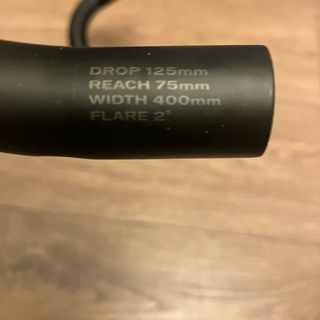 DROP 125mm
REACH 75mm
WIDTH 400mm
FLARE 2°